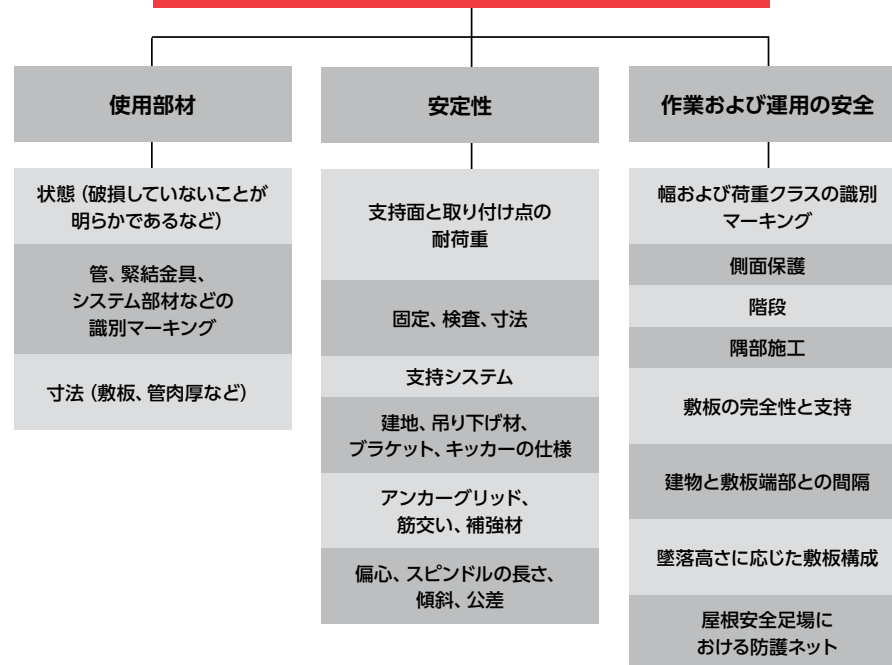 使用部材
状態（破損していないことが
明らかであるなど）
管、緊結金具、
システム部材などの
識別マーキング
寸法（敷板、管肉厚など）
安定性
支持面と取り付け点の
耐荷重
固定、検査、寸法
支持システム
建地、吊り下げ材、
ブラケット、キッカーの仕様
アンカーグリッド、
筋交い、補強材
偏心、スピンドルの長さ、
傾斜、公差
作業および運用の安全
幅および荷重クラスの識別
マーキング
側面保護
階段
隅部施工
敷板の完全性と支持
建物と敷板端部との間隔
墜落高さに応じた敷板構成
屋根安全足場に
おける防護ネット